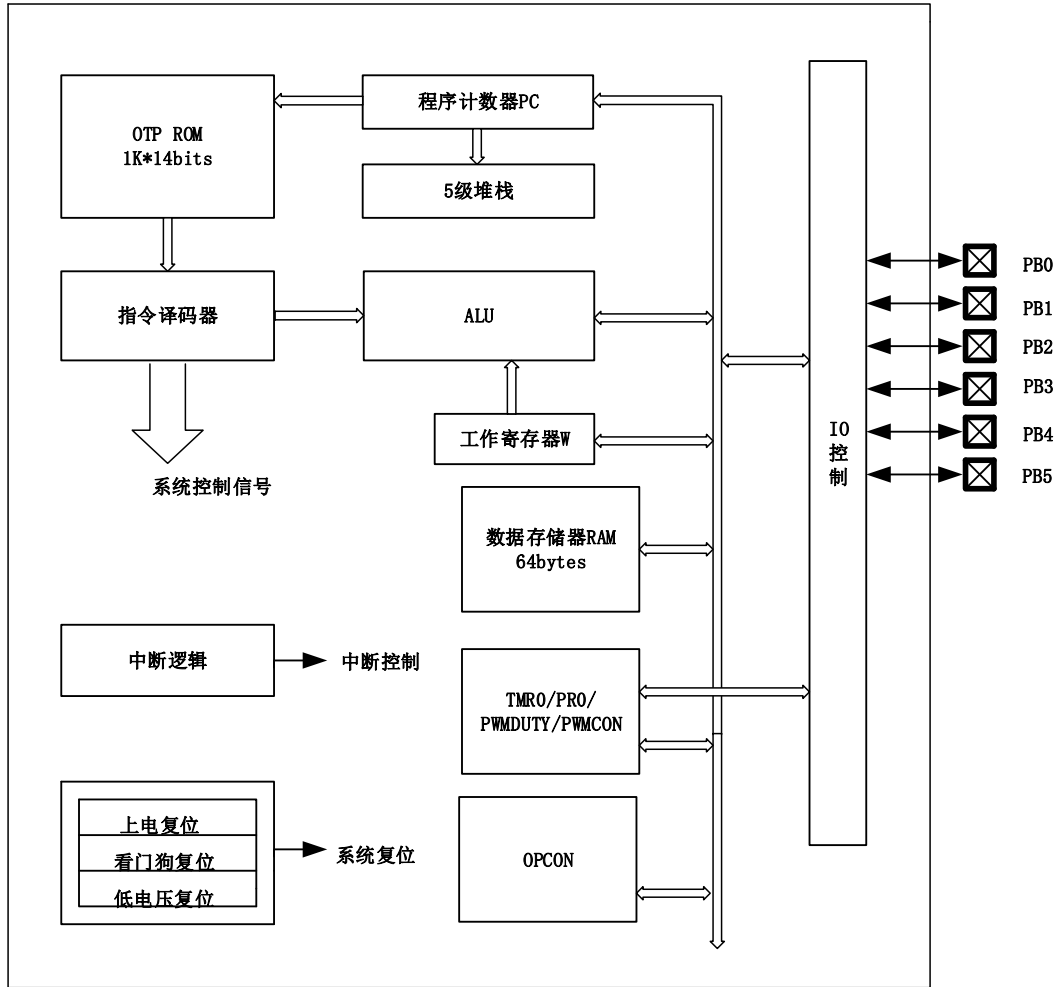 OTP ROM
1K*14bits
程序计数器PC
5级堆栈
指令译码器
ALU
工作寄存器W
系统控制信号
数据存储器RAM
64bytes
中断逻辑
中断控制
TMR0/PR0/
PWMDUTY/PWMCON
上电复位
看门狗复位
低电压复位
系统复位
OPCON
IO
控
制
PB0
PB1
PB2
PB3
PB4
PB5